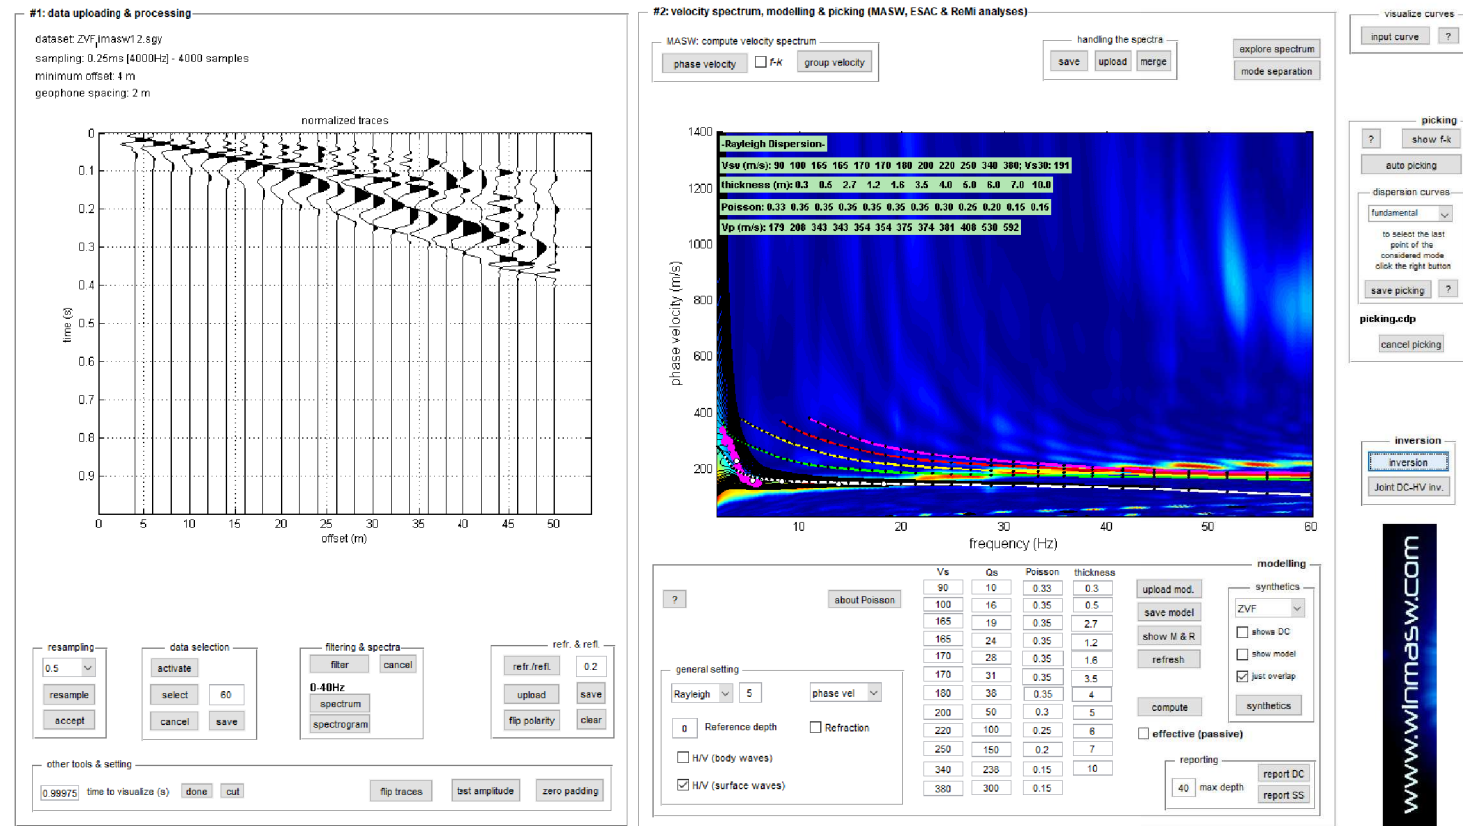 #1: data uploading & processing
dataset: ZVF_imasw12.sgy
sampling: 0.25ms [4000Hz] - 4000 samples
minimum offset: 4 m
geophone spacing: 2 m
normalized traces
0
0.1
0.2
0.3
0.4
0.5
0.6
0.7
0.8
0.9
time (s)
0 5 10 15 20 25 30 35 40 45 50
offset (m)
resampling
0.5
resample
accept
data selection
activate
select 60
cancel save
filtering & spectra
filter cancel
0-40Hz
spectrum
spectrogram
refr. & refl.
refr./refl. 0.2
upload save
flip polarity clear
other tools & setting
0.99975 time to visualize (s) done cut flip traces test amplitude zero padding
#2: velocity spectrum, modelling & picking (MASW, ESAC & ReMi analyses)
MASW: compute velocity spectrum
phase velocity f-k group velocity
handling the spectra
save upload merge
explore spectrum
mode separation
-Rayleigh Dispersion-
Vsv (m/s): 90 100 165 165 170 170 180 200 220 250 340 380; Vs30: 191
thickness (m): 0.3 0.5 2.7 1.2 1.6 3.5 4.0 5.0 6.0 7.0 10.0
Poisson: 0.33 0.35 0.35 0.35 0.35 0.35 0.35 0.30 0.25 0.20 0.15 0.15
Vp (m/s): 179 208 343 343 354 354 375 374 381 408 530 592
1400
1200
1000
800
600
400
200
phase velocity (m/s)
10 20 30 40 50 60
frequency (Hz)
modelling
?
about Poisson
general setting
Rayleigh 5 phase vel
0 Reference depth Refraction
H/V (body waves)
H/V (surface waves)
Vs Qs Poisson thickness
90 10 0.33 0.3
100 16 0.35 0.5
165 19 0.35 2.7
165 24 0.35 1.2
170 28 0.35 1.6
170 31 0.35 3.5
180 38 0.35 4
200 50 0.3 5
220 100 0.25 6
250 150 0.2 7
340 238 0.15 10
380 300 0.15
upload mod.
save model
show M & R
refresh
compute
effective (passive)
synthetics
ZVF
shows DC
show model
just overlap
synthetics
reporting
40 max depth
report DC
report SS
visualize curves
input curve ?
picking
? show f-k
auto picking
dispersion curves
fundamental
to select the last
point of the
considered mode
click the right button
save picking ?
picking.cdp
cancel picking
inversion
inversion
Joint DC-HV inv.
www.winmasw.com